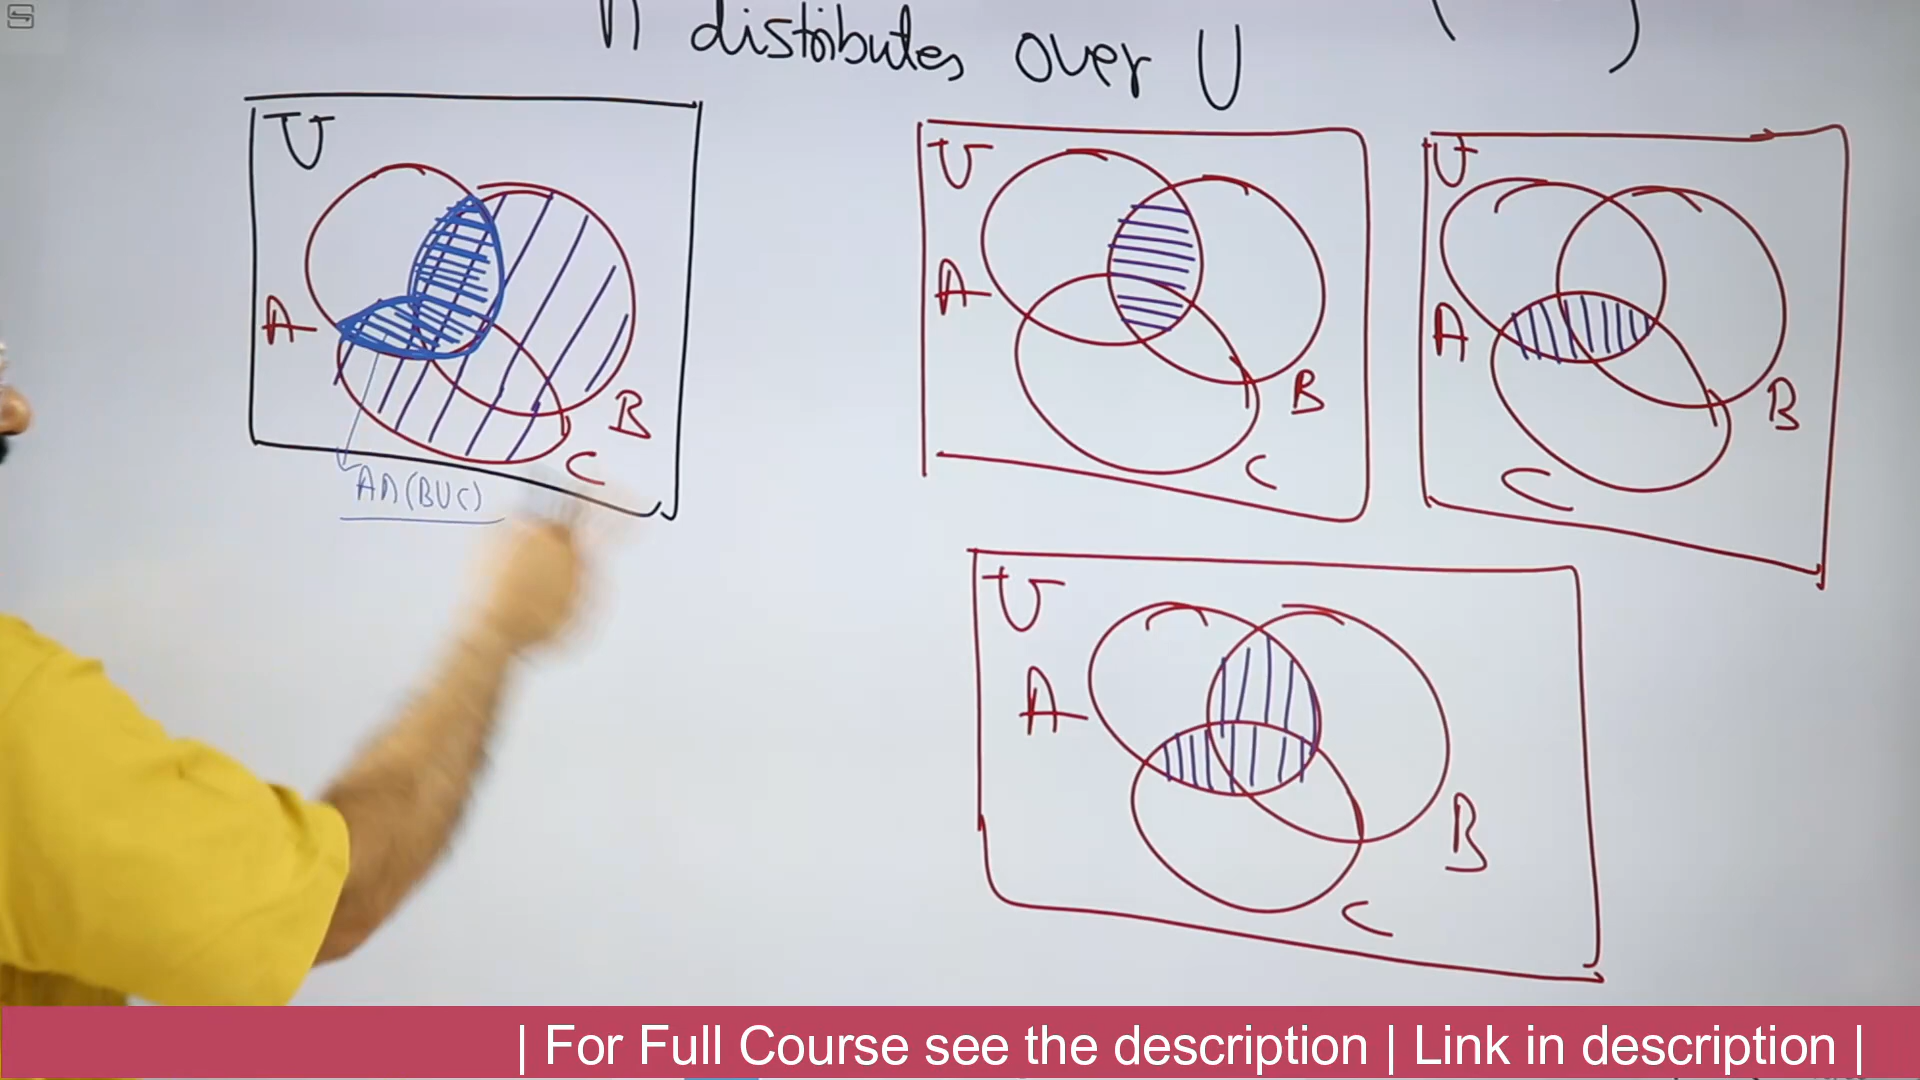 ∩ distributes over ∪
U
A
B
C
A∩(B∪C)
U
A
B
C
U
A
B
C
U
A
B
C
| For Full Course see the description | Link in description |